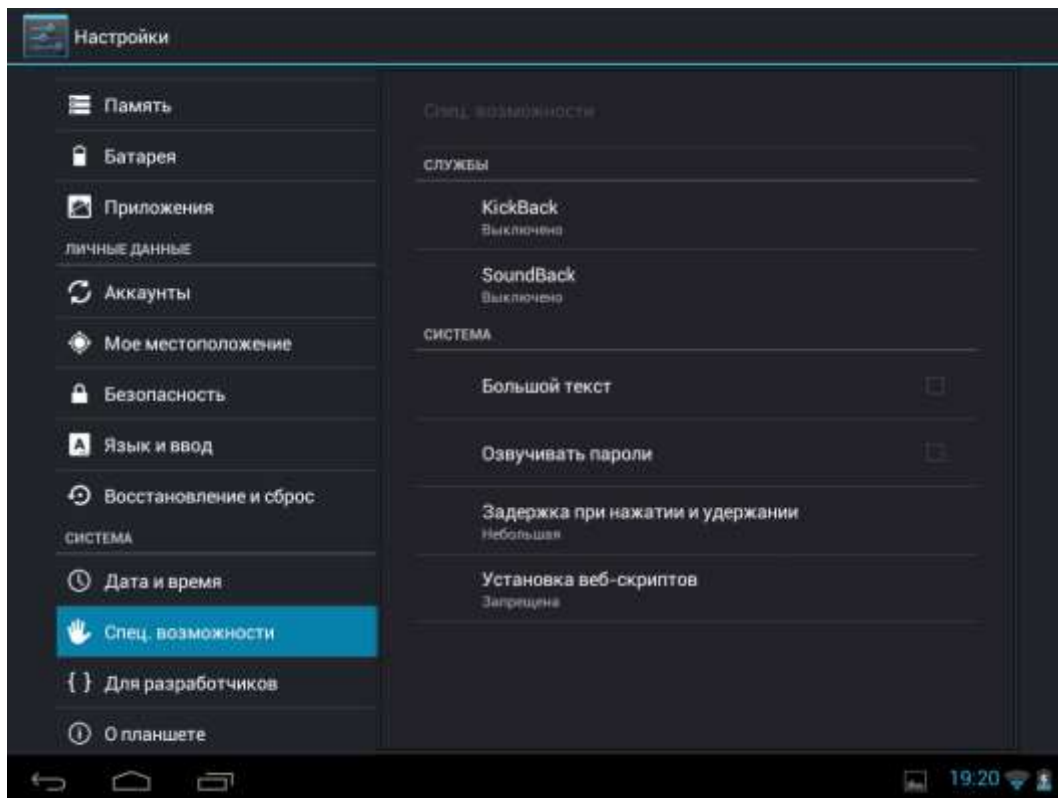 Настройки
Память
Батарея
Приложения
ЛИЧНЫЕ ДАННЫЕ
Аккаунты
Мое местоположение
Безопасность
Язык и ввод
Восстановление и сброс
СИСТЕМА
Дата и время
Спец. возможности
{ } Для разработчиков
О планшете
Спец. возможности
СЛУЖБЫ
KickBack
Выключено
SoundBack
Выключено
СИСТЕМА
Большой текст
Озвучивать пароли
Задержка при нажатии и удержании
Небольшая
Установка веб-скриптов
Запрещена
19:20